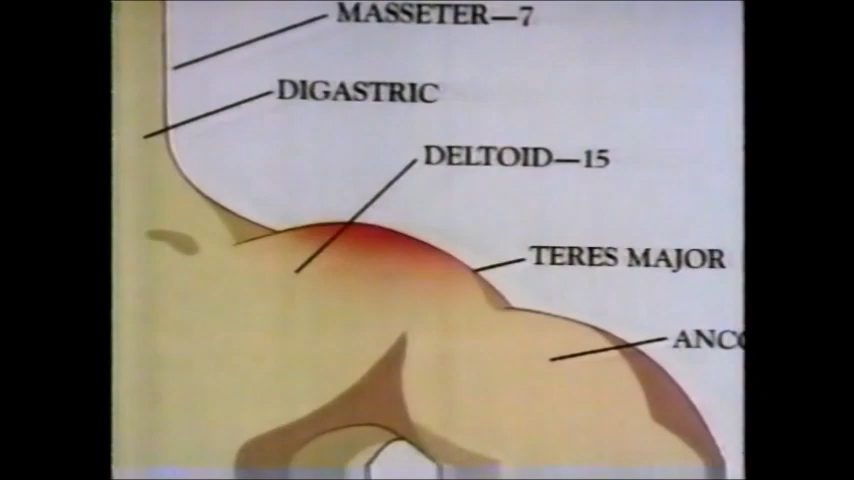 MASSETER—7
DIGASTRIC
DELTOID—15
TERES MAJOR